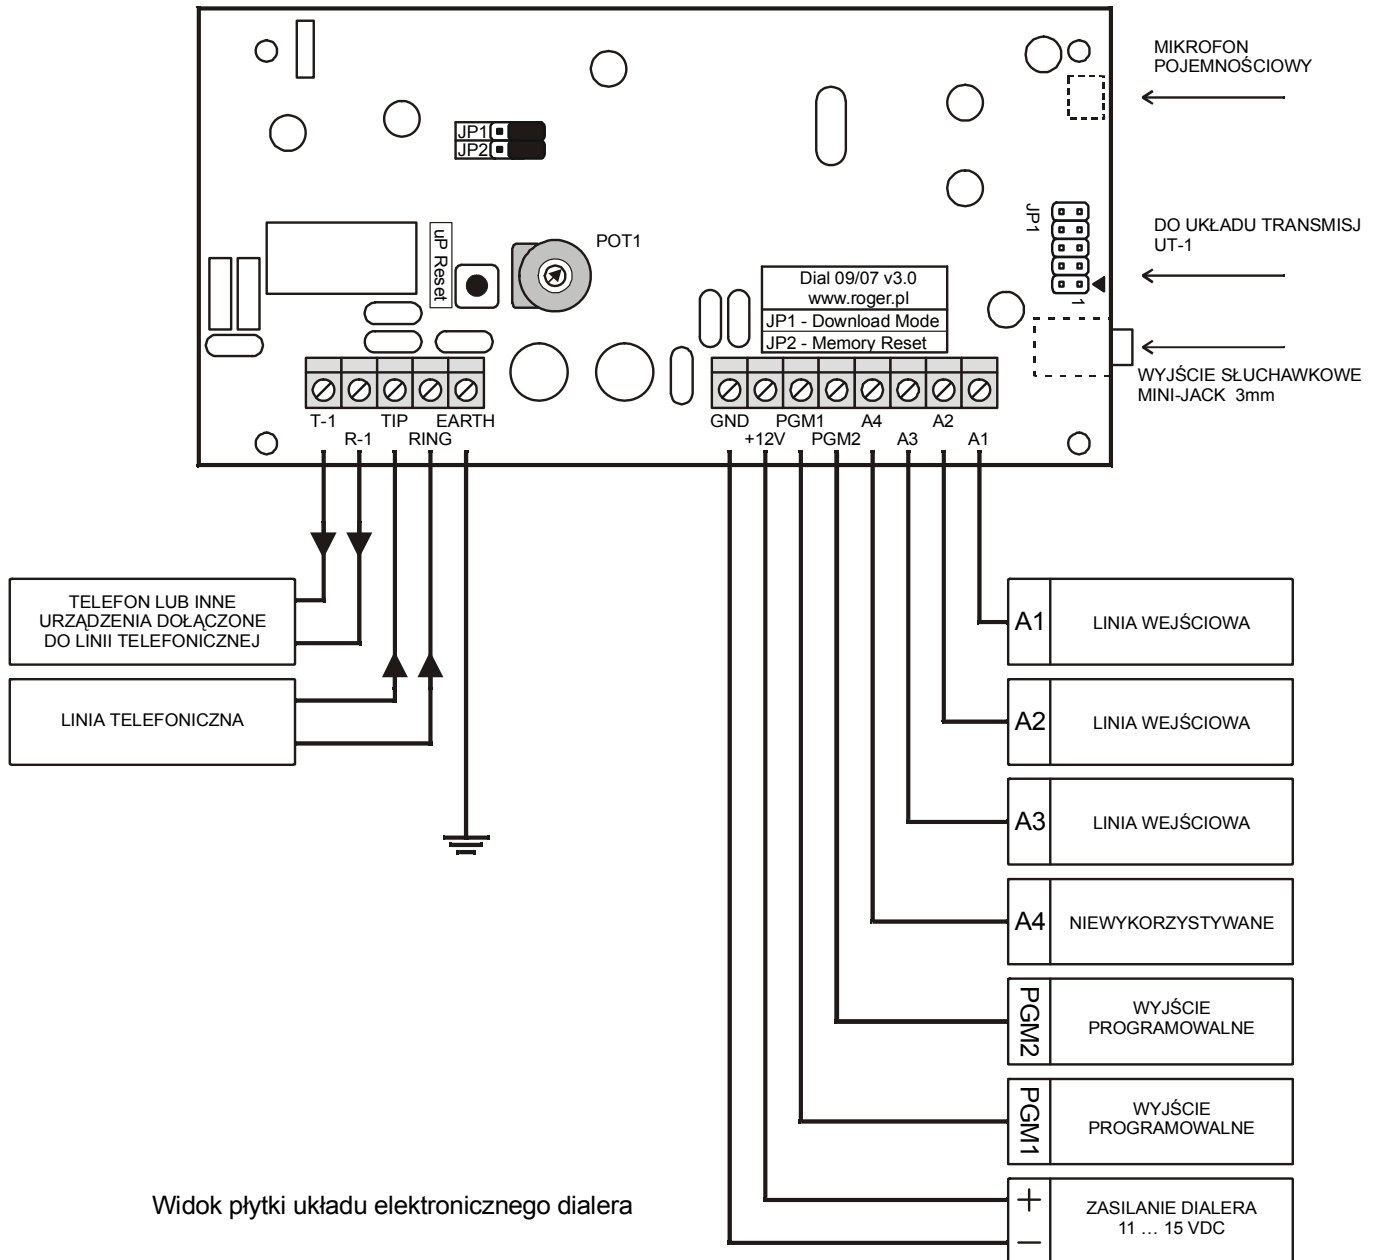 MIKROFON
POJEMNOŚCIOWY
JP1
JP2
JP1
1
DO UKŁADU TRANSMISJ
UT-1
uP Reset
POT1
Dial 09/07 v3.0
www.roger.pl
JP1 - Download Mode
JP2 - Memory Reset
WYJŚCIE SŁUCHAWKOWE
MINI-JACK 3mm
T-1 TIP EARTH
R-1 RING
GND PGM1 A4 A2
+12V PGM2 A3 A1
TELEFON LUB INNE
URZĄDZENIA DOŁĄCZONE
DO LINII TELEFONICZNEJ
LINIA TELEFONICZNA
A1 LINIA WEJŚCIOWA
A2 LINIA WEJŚCIOWA
A3 LINIA WEJŚCIOWA
A4 NIEWYKORZYSTYWANE
PGM2
WYJŚCIE
PROGRAMOWALNE
PGM1
WYJŚCIE
PROGRAMOWALNE
+
−
ZASILANIE DIALERA
11 … 15 VDC
Widok płytki układu elektronicznego dialera